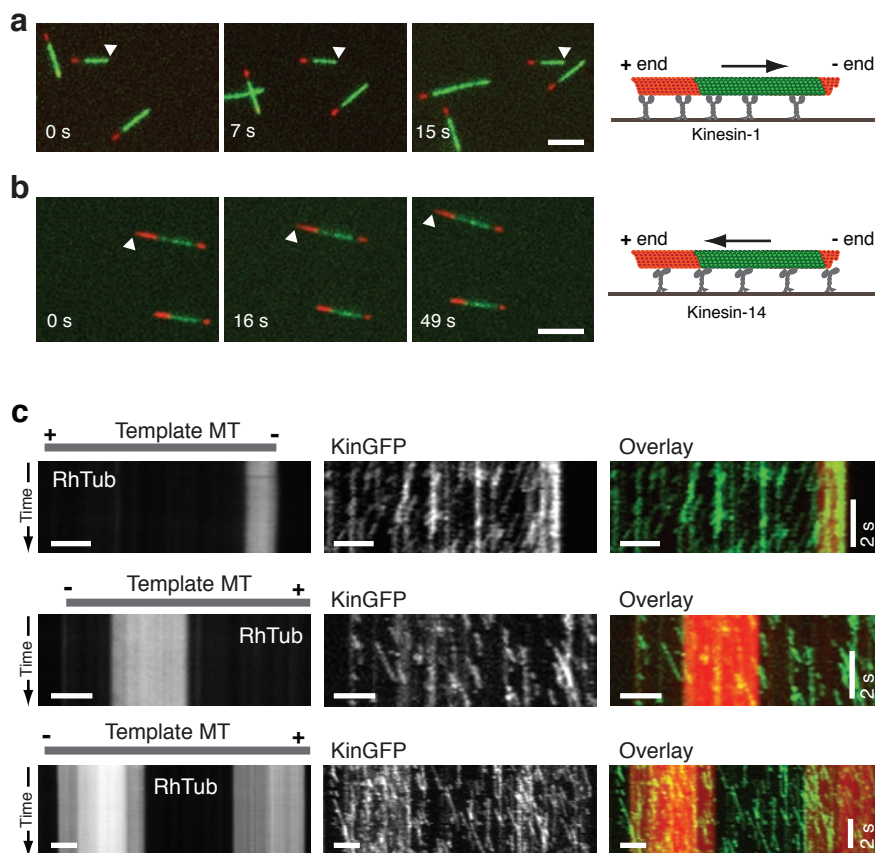 a
0 s
7 s
15 s
+ end
- end
Kinesin-1
b
0 s
16 s
49 s
+ end
- end
Kinesin-14
c
+ Template MT -
KinGFP
Overlay
Time
RhTub
2 s
- Template MT +
KinGFP
Overlay
Time
RhTub
2 s
Template MT
- +
KinGFP
Overlay
Time
RhTub
2 s